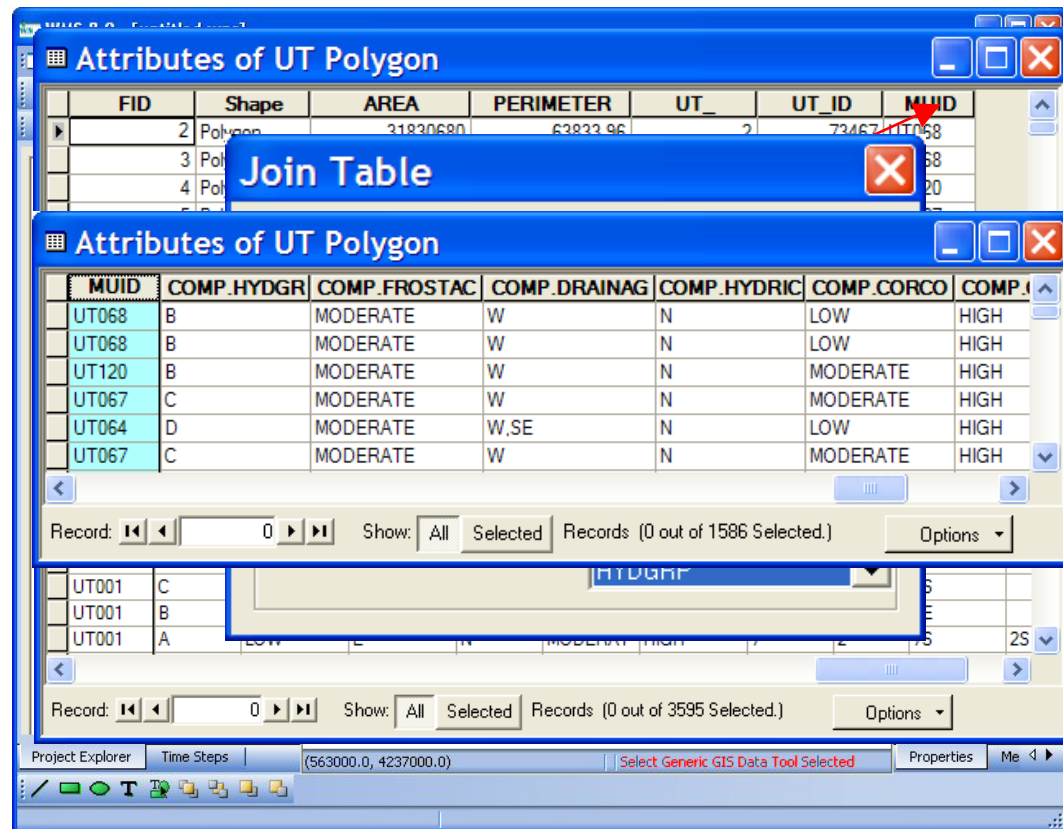 Attributes of UT Polygon
FID Shape AREA PERIMETER UT_ UT_ID MUID
2 Polygon 31830680 63833.96 2 73467 UT068
3
4
Join Table
Attributes of UT Polygon
MUID COMP.HYDGR COMP.FROSTAC COMP.DRAINAG COMP.HYDRIC COMP.CORCO COMP.
UT068 B MODERATE W N LOW HIGH
UT068 B MODERATE W N LOW HIGH
UT120 B MODERATE W N MODERATE HIGH
UT067 C MODERATE W N MODERATE HIGH
UT064 D MODERATE W,SE N LOW HIGH
UT067 C MODERATE W N MODERATE HIGH
Record: 0 Show: All Selected Records (0 out of 1586 Selected.) Options
HYDGRP
UT001 C
UT001 B
UT001 A LOW MODERAT HIGH 2S
Record: 0 Show: All Selected Records (0 out of 3595 Selected.) Options
Project Explorer Time Steps (563000.0, 4237000.0) Select Generic GIS Data Tool Selected Properties Me
T